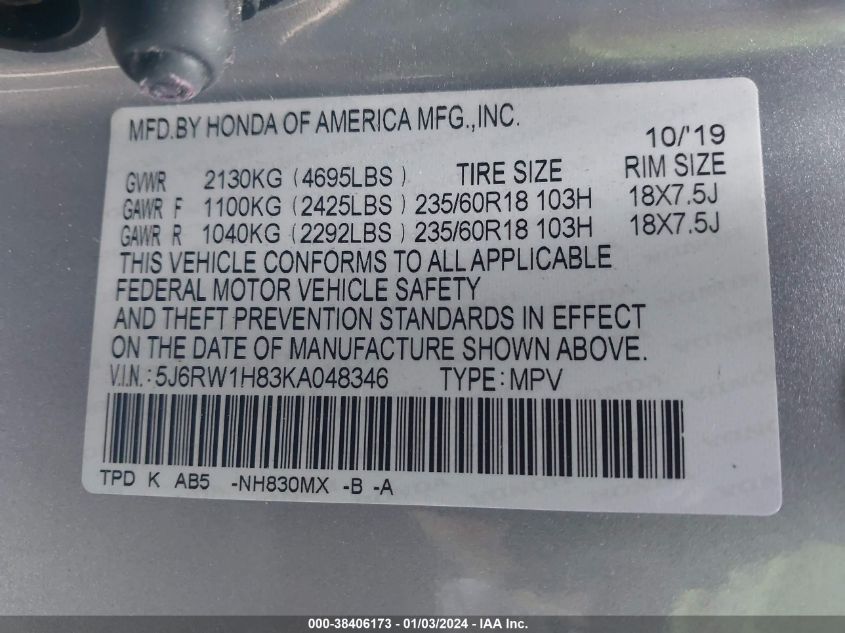 MFD.BY HONDA OF AMERICA MFG.,INC.
10/'19
GVWR 2130KG (4695LBS) TIRE SIZE RIM SIZE
GAWR F 1100KG (2425LBS) 235/60R18 103H 18X7.5J
GAWR R 1040KG (2292LBS) 235/60R18 103H 18X7.5J
THIS VEHICLE CONFORMS TO ALL APPLICABLE
FEDERAL MOTOR VEHICLE SAFETY
AND THEFT PREVENTION STANDARDS IN EFFECT
ON THE DATE OF MANUFACTURE SHOWN ABOVE.
V.I.N.: 5J6RW1H83KA048346 TYPE: MPV
TPD K AB5 -NH830MX -B -A
000-38406173 - 01/03/2024 - IAA Inc.